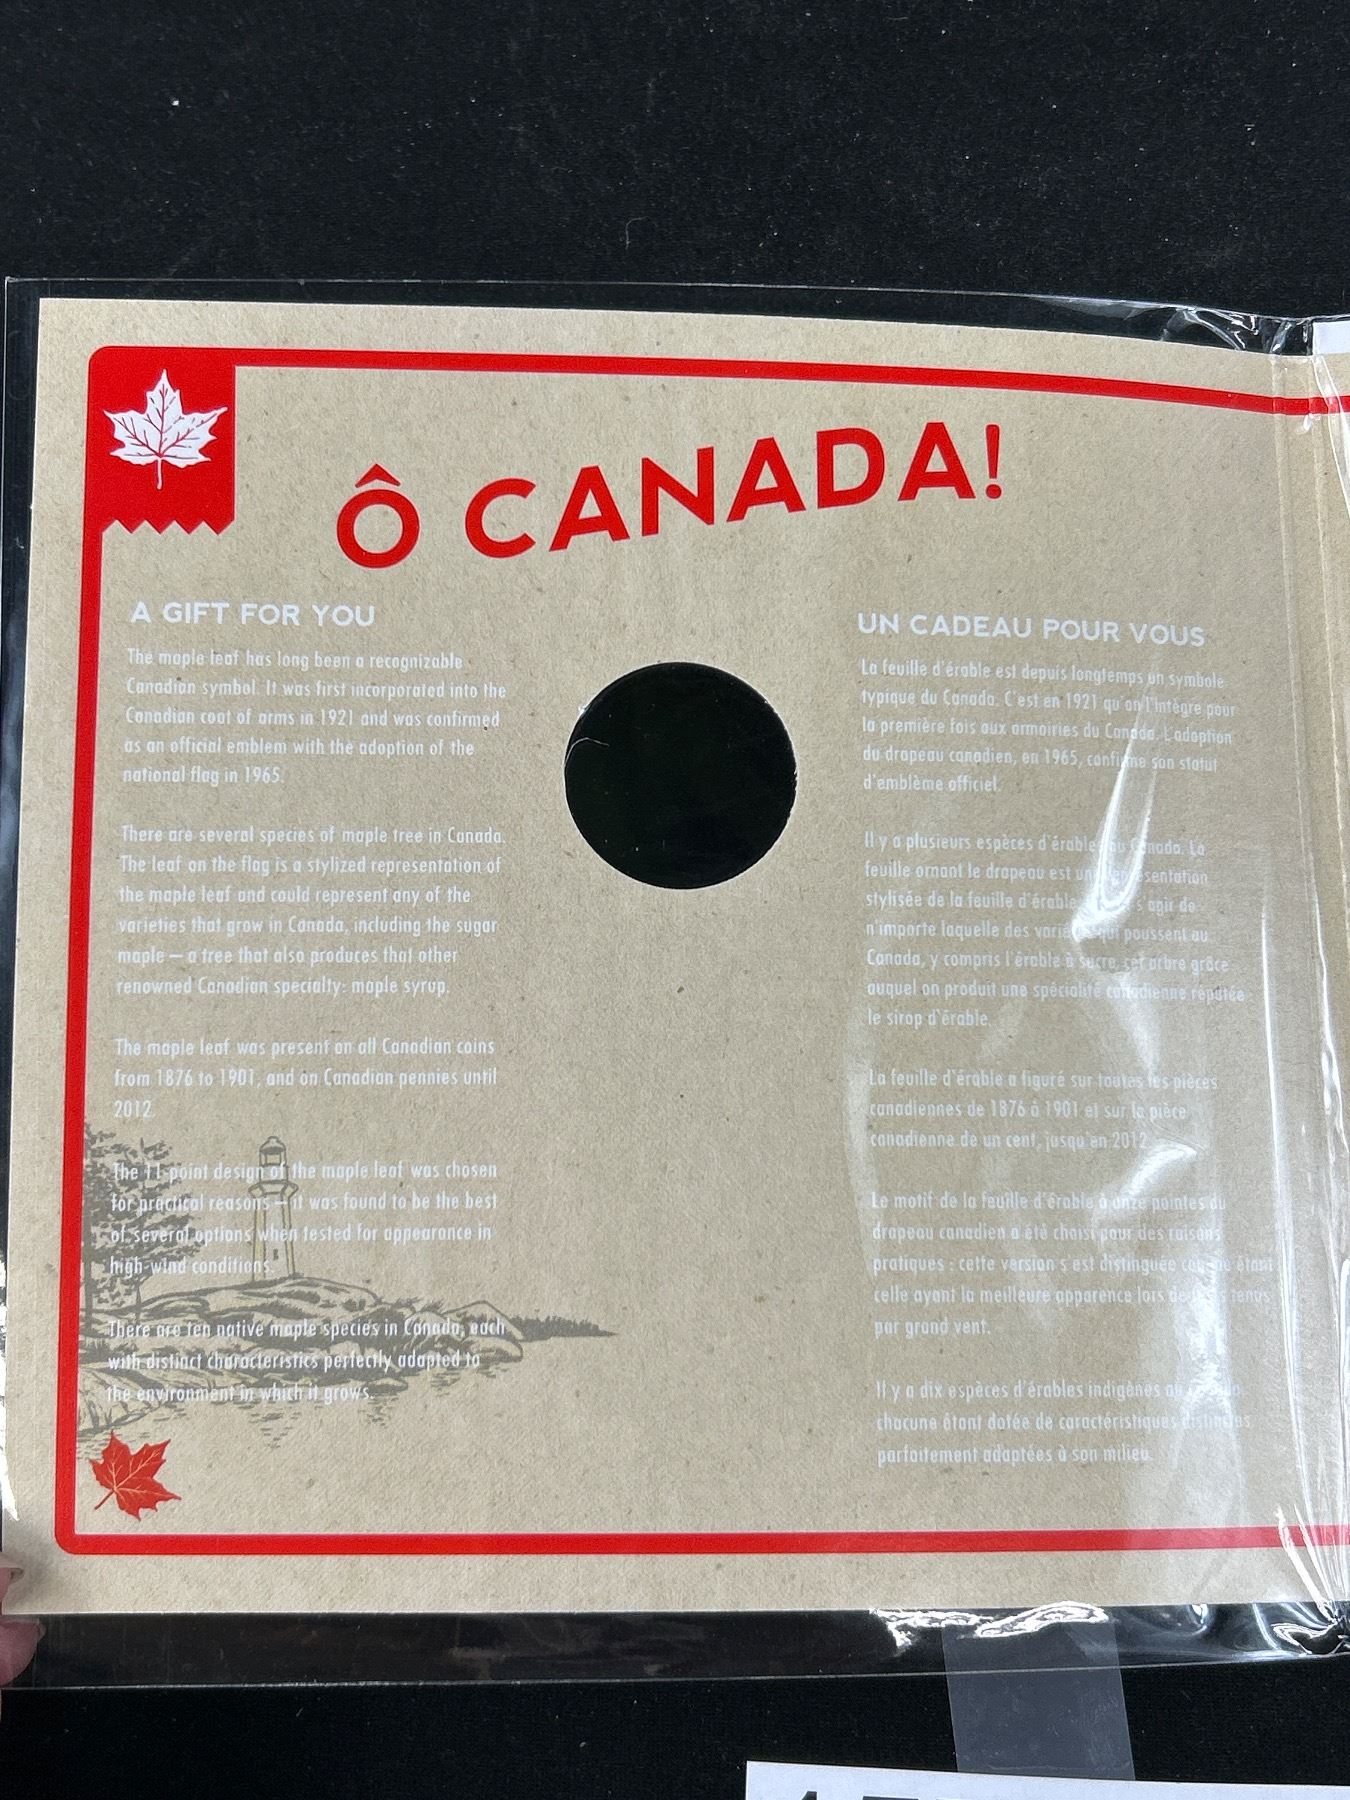 Ô CANADA!
A GIFT FOR YOU
The maple leaf has long been a recognizable
Canadian symbol. It was first incorporated into the
Canadian coat of arms in 1921 and was confirmed
as an official emblem with the adoption of the
national flag in 1965.
There are several species of maple tree in Canada.
The leaf on the flag is a stylized representation of
the maple leaf and could represent any of the
varieties that grow in Canada, including the sugar
maple – a tree that also produces that other
renowned Canadian specialty: maple syrup.
The maple leaf was present on all Canadian coins
from 1876 to 1901, and on Canadian pennies until
2012.
The 11-point design of the maple leaf was chosen
for practical reasons – it was found to be the best
of several options when tested for appearance in
high-wind conditions.
There are ten native maple species in Canada, each
with distinct characteristics perfectly adapted to
the environment in which it grows.
UN CADEAU POUR VOUS
La feuille d'érable est depuis longtemps un symbole
typique du Canada. C'est en 1921 qu'on l'intègre pour
la première fois aux armoiries du Canada. L'adoption
du drapeau canadien, en 1965, confirme son statut
d'emblème officiel.
Il y a plusieurs espèces d'érable au Canada. La
feuille ornant le drapeau est une représentation
stylisée de la feuille d'érable s'agir de
n'importe laquelle des variétés qui poussent au
Canada, y compris l'érable à sucre, cet arbre grâce
auquel on produit une spécialité canadienne réputée
le sirop d'érable.
La feuille d'érable a figuré sur toutes les pièces
canadiennes de 1876 à 1901 et sur la pièce
canadienne de un cent, jusqu'en 2012.
Le motif de la feuille d'érable à onze pointes du
drapeau canadien a été choisi pour des raisons
pratiques : cette version s'est distinguée comme étant
celle ayant la meilleure apparence lors de tenus
par grand vent.
Il y a dix espèces d'érables indigènes au
chacune étant dotée de caractéristiques distinctes
parfaitement adaptées à son milieu.